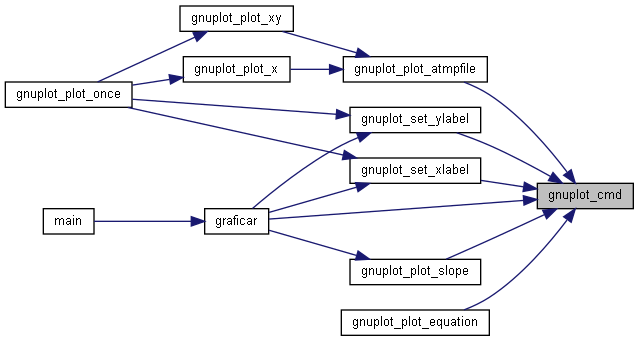 gnuplot_plot_xy
gnuplot_plot_x
gnuplot_plot_atmpfile
gnuplot_plot_once
gnuplot_set_ylabel
gnuplot_set_xlabel
gnuplot_cmd
main
graficar
gnuplot_plot_slope
gnuplot_plot_equation